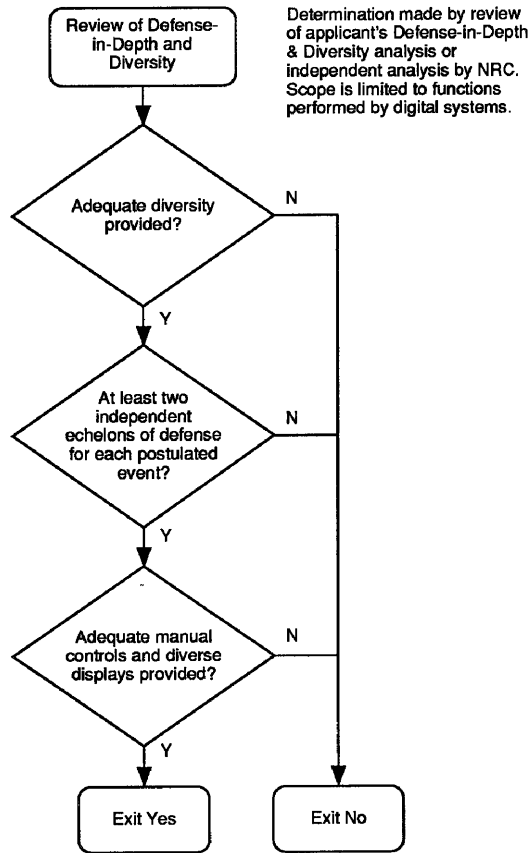 Review of Defense-
in-Depth and
Diversity
Determination made by review
of applicant's Defense-in-Depth
& Diversity analysis or
independent analysis by NRC.
Scope is limited to functions
performed by digital systems.
Adequate diversity
provided?
N
Y
At least two
independent
echelons of defense
for each postulated
event?
N
Y
Adequate manual
controls and diverse
displays provided?
N
Y
Exit Yes
Exit No